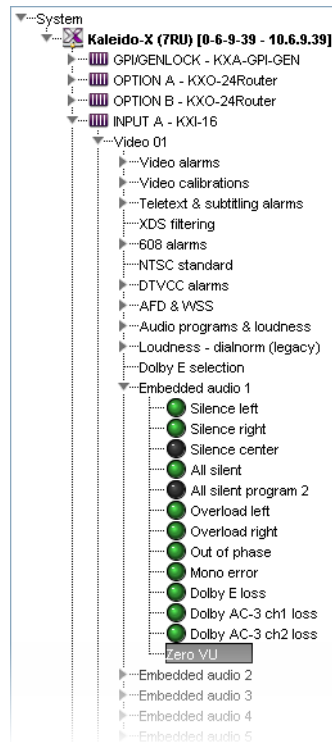 System
Kaleido-X (7RU) [0-6-9-39 - 10.6.9.39]
GPI/GENLOCK - KXA-GPI-GEN
OPTION A - KXO-24Router
OPTION B - KXO-24Router
INPUT A - KXI-16
Video 01
Video alarms
Video calibrations
Teletext & subtitling alarms
XDS filtering
608 alarms
NTSC standard
DTVCC alarms
AFD & WSS
Audio programs & loudness
Loudness - dialnorm (legacy)
Dolby E selection
Embedded audio 1
Silence left
Silence right
Silence center
All silent
All silent program 2
Overload left
Overload right
Out of phase
Mono error
Dolby E loss
Dolby AC-3 ch1 loss
Dolby AC-3 ch2 loss
Zero VU
Embedded audio 2
Embedded audio 3
Embedded audio 4
Embedded audio 5